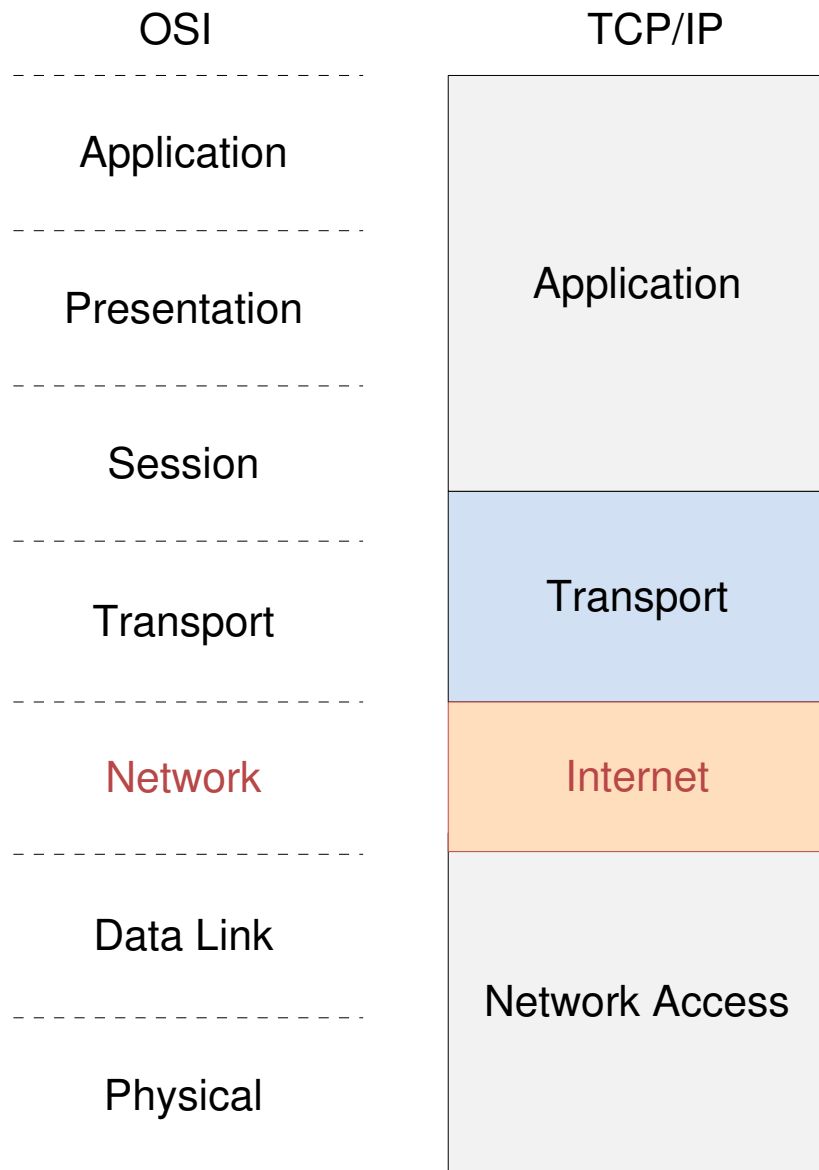 OSI
TCP/IP
Application
Presentation
Session
Transport
Network
Data Link
Physical
Application
Transport
Internet
Network Access